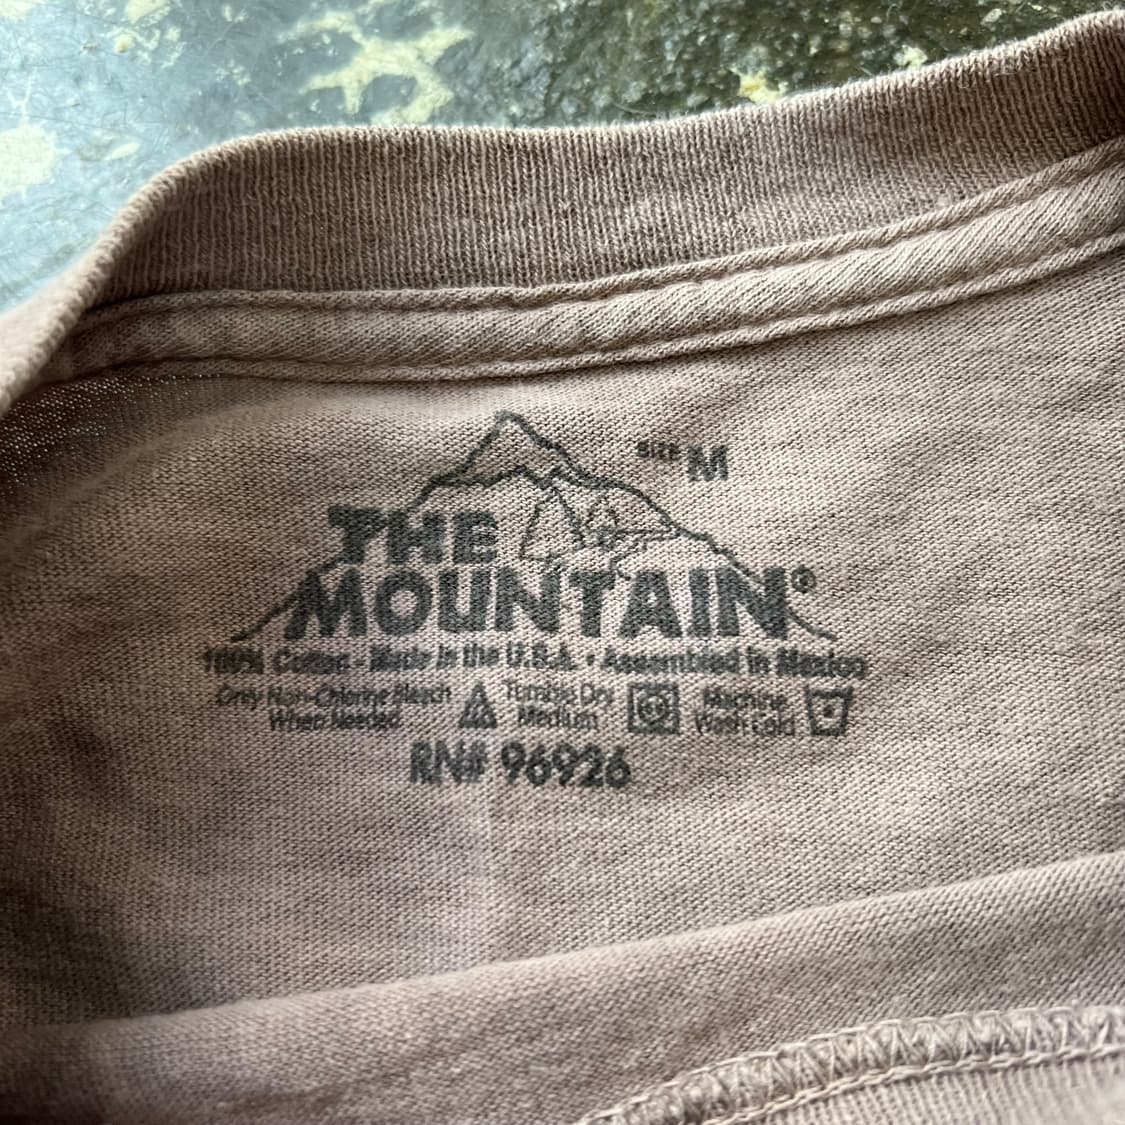 SIZE M
THE
MOUNTAIN®
100% Cotton - Made in the U.S.A. • Assembled in Mexico
Only Non-Chlorine Bleach
When Needed
Tumble Dry
Medium
Machine
Wash Cold
RN# 96926